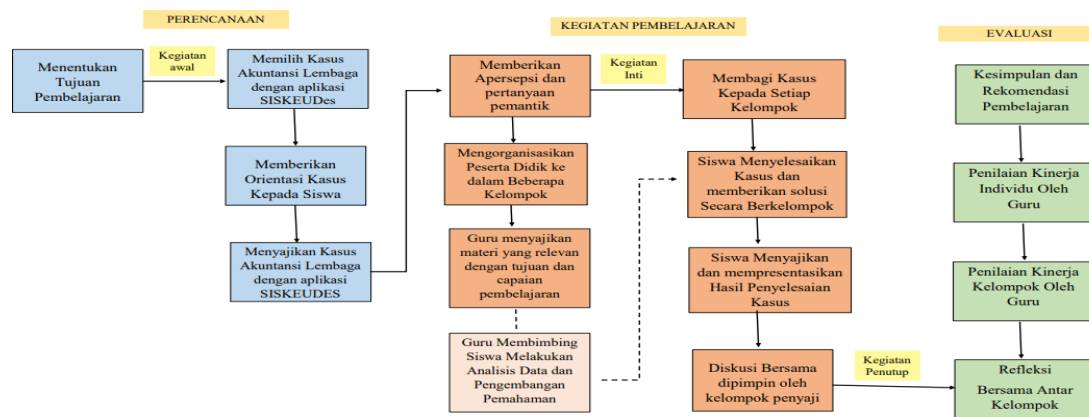 PERENCANAAN
Menentukan
Tujuan
Pembelajaran
Kegiatan
awal
Memilih Kasus
Akuntansi Lembaga
dengan aplikasi
SISKEUDes
Memberikan
Orientasi Kasus
Kepada Siswa
Menyajikan Kasus
Akuntansi Lembaga
dengan aplikasi
SISKEUDES
KEGIATAN PEMBELAJARAN
Memberikan
Apersepsi dan
pertanyaan
pemantik
Mengorganisasikan
Peserta Didik ke
dalam Beberapa
Kelompok
Guru menyajikan
materi yang relevan
dengan tujuan dan
capaian
pembelajaran
Guru Membimbing
Siswa Melakukan
Analisis Data dan
Pengembangan
Pemahaman
Kegiatan
Inti
Membagi Kasus
Kepada Setiap
Kelompok
Siswa Menyelesaikan
Kasus dan
memberikan solusi
Secara Berkelompok
Siswa Menyajikan
dan mempresentasikan
Hasil Penyelesaian
Kasus
Diskusi Bersama
dipimpin oleh
kelompok penyaji
Kegiatan
Penutup
EVALUASI
Kesimpulan dan
Rekomendasi
Pembelajaran
Penilaian Kinerja
Individu Oleh
Guru
Penilaian Kinerja
Kelompok Oleh
Guru
Refleksi
Bersama Antar
Kelompok